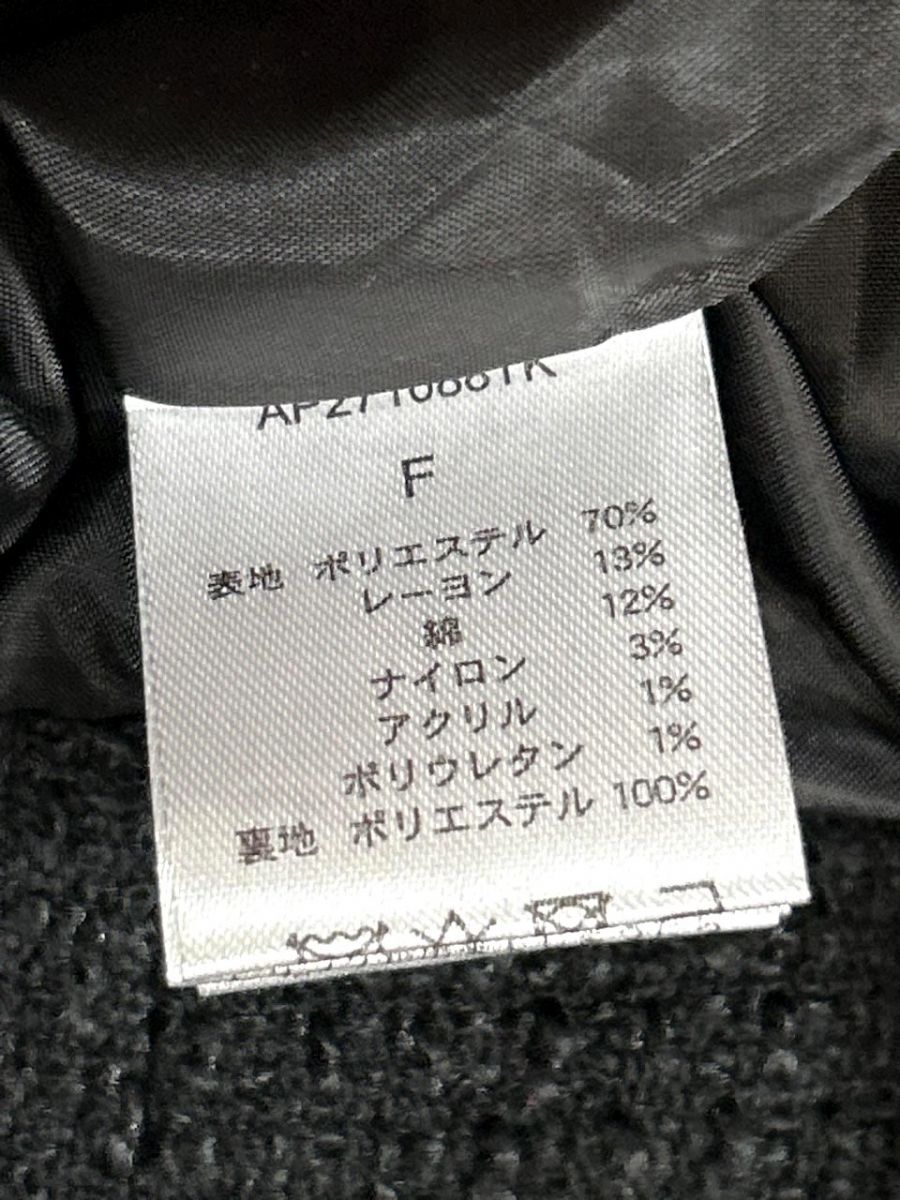 F
表地 ポリエステル 70%
レーヨン 13%
綿 12%
ナイロン 3%
アクリル 1%
ポリウレタン 1%
裏地 ポリエステル 100%